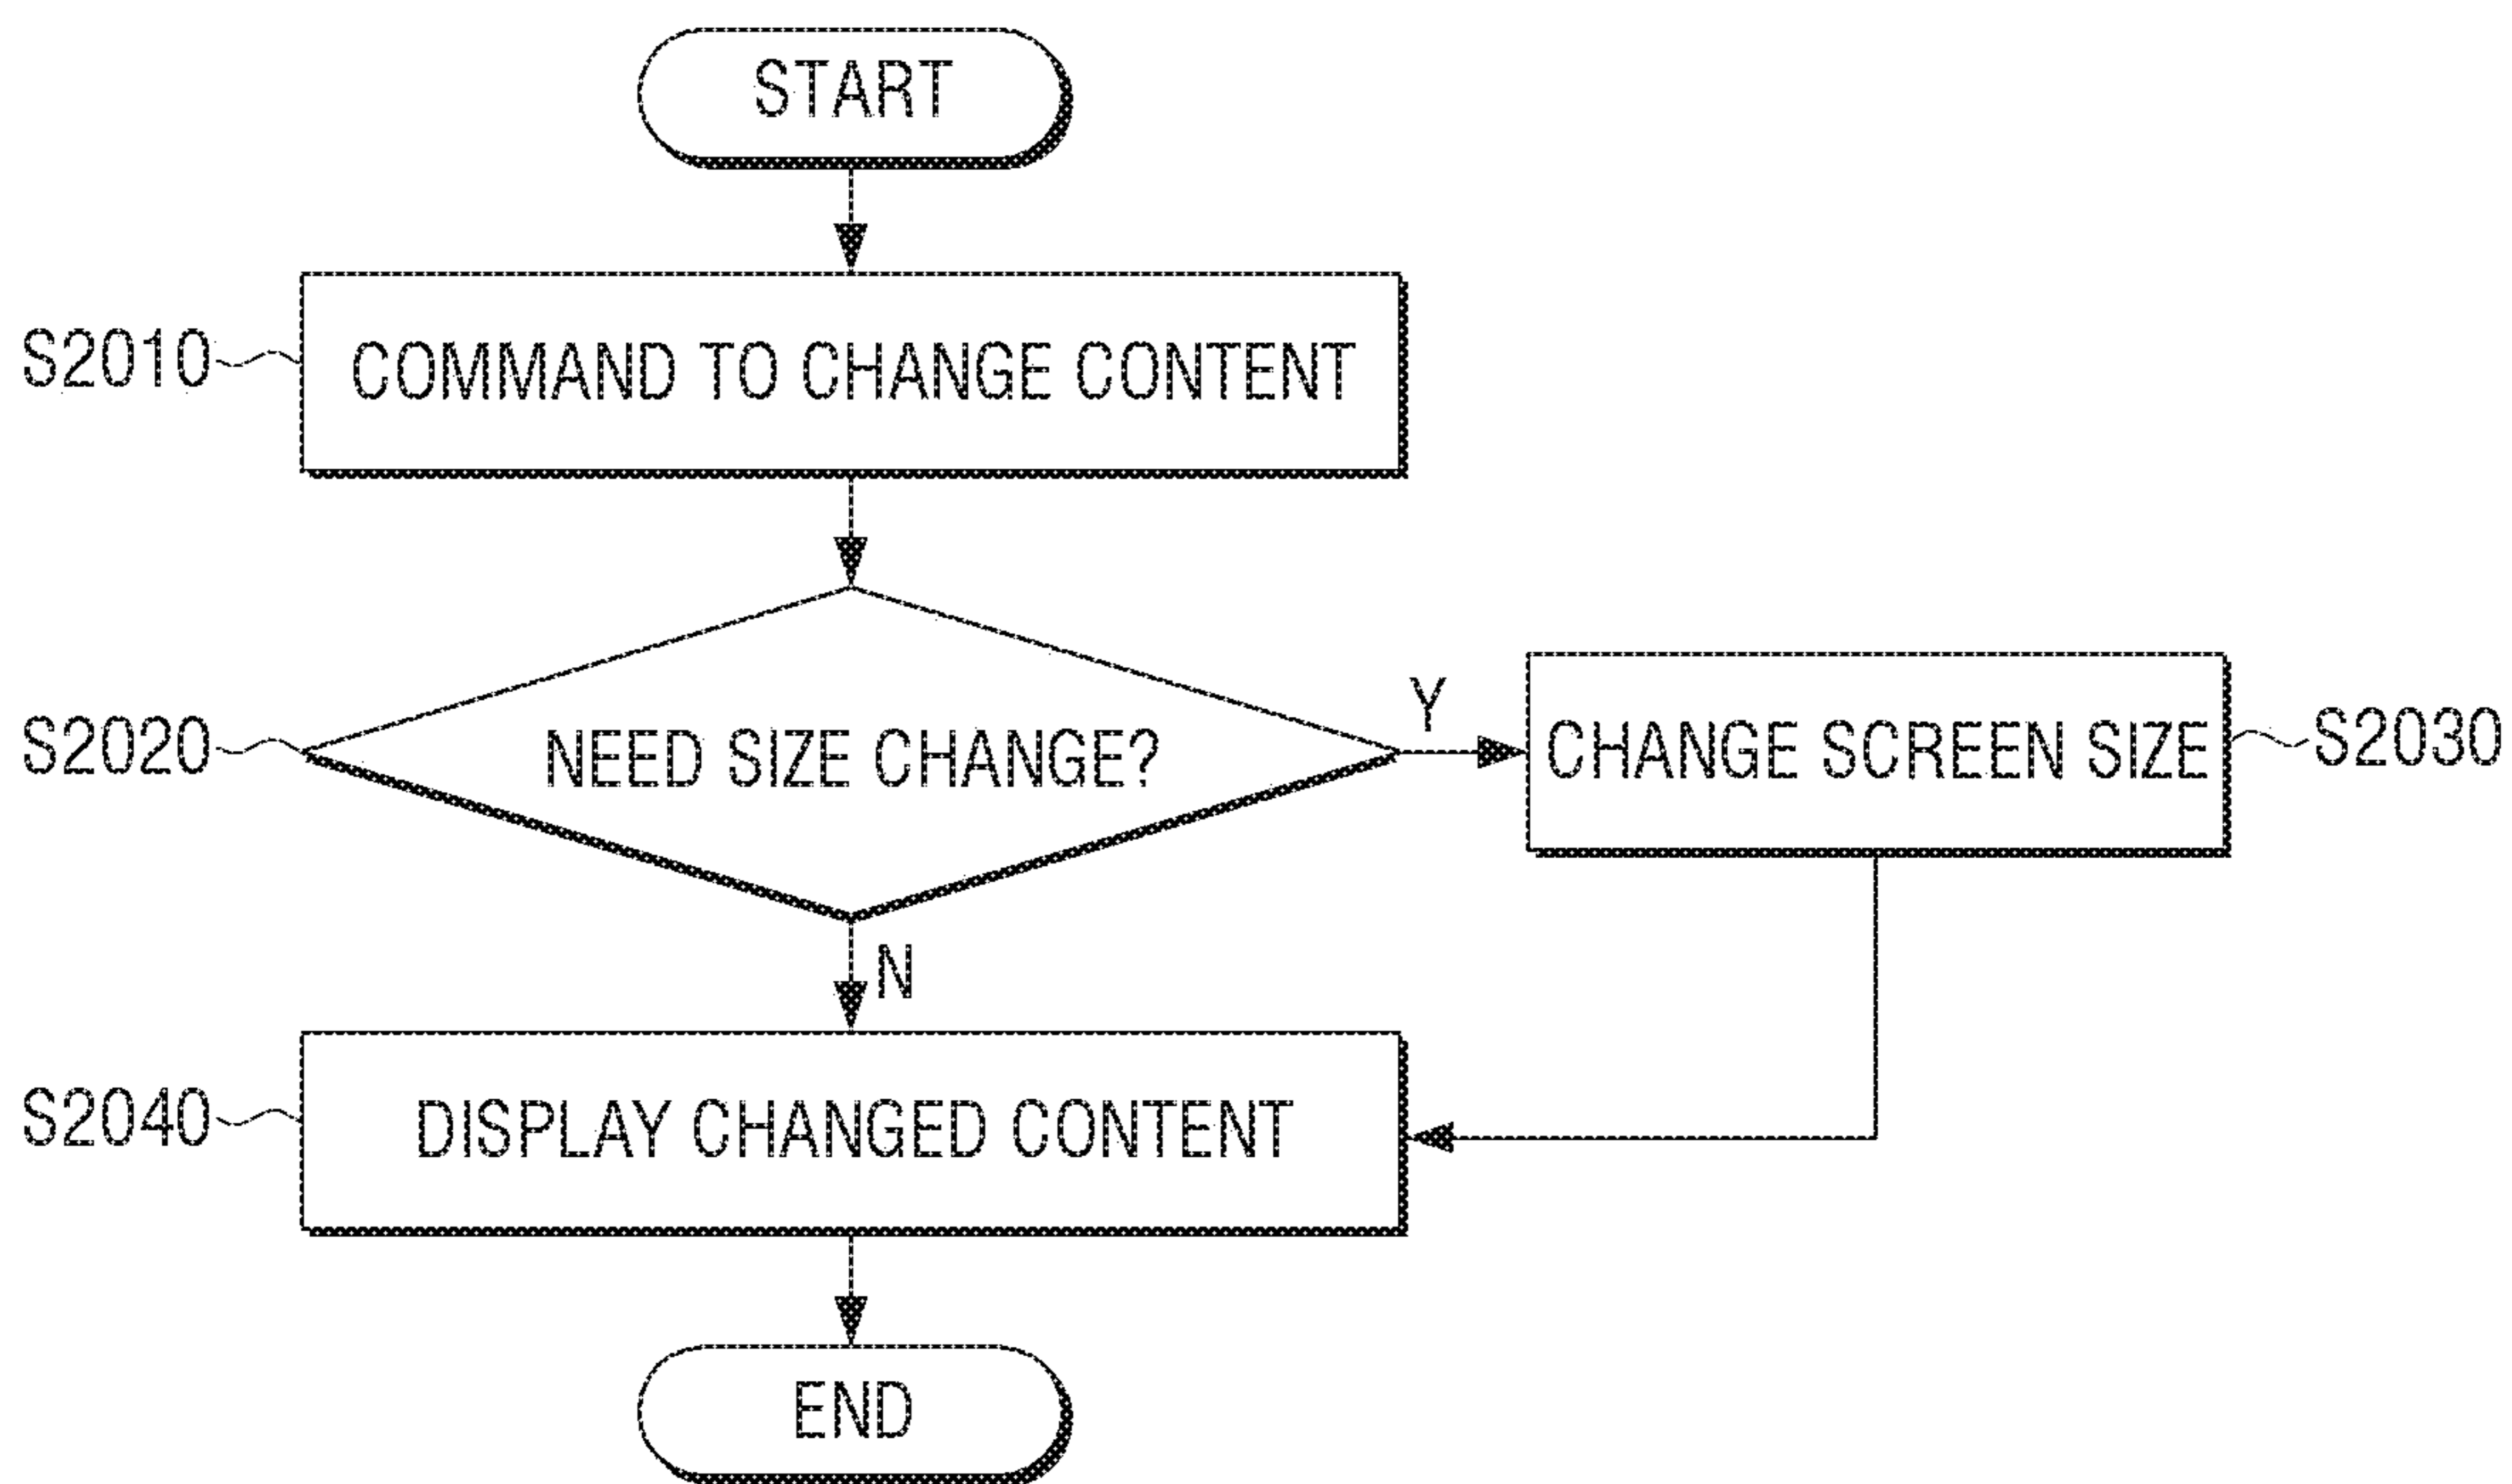 START
S2010
COMMAND TO CHANGE CONTENT
S2020
NEED SIZE CHANGE?
Y
CHANGE SCREEN SIZE
S2030
N
S2040
DISPLAY CHANGED CONTENT
END